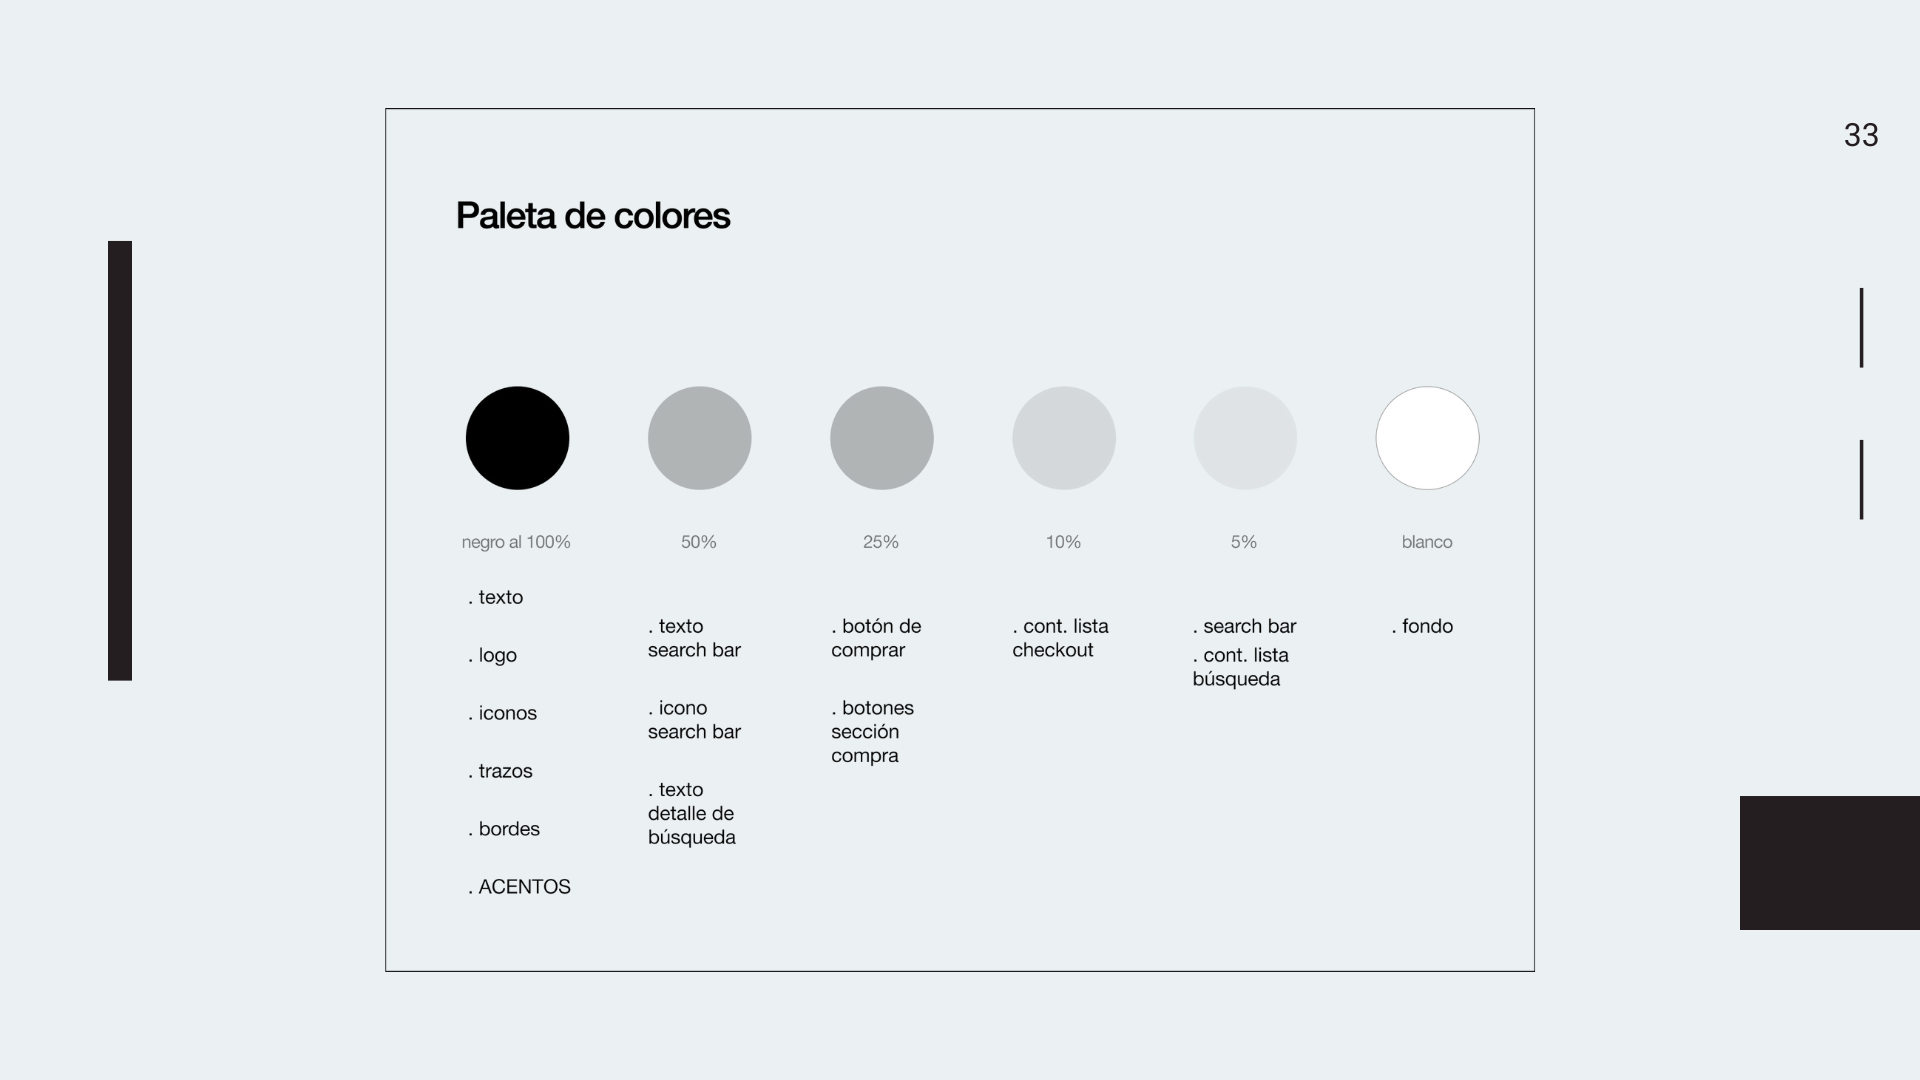 33
Paleta de colores
negro al 100%
. texto
. logo
. iconos
. trazos
. bordes
. ACENTOS
50%
. texto
search bar
. icono
search bar
. texto
detalle de
búsqueda
25%
. botón de
comprar
. botones
sección
compra
10%
. cont. lista
checkout
5%
. search bar
. cont. lista
búsqueda
blanco
. fondo